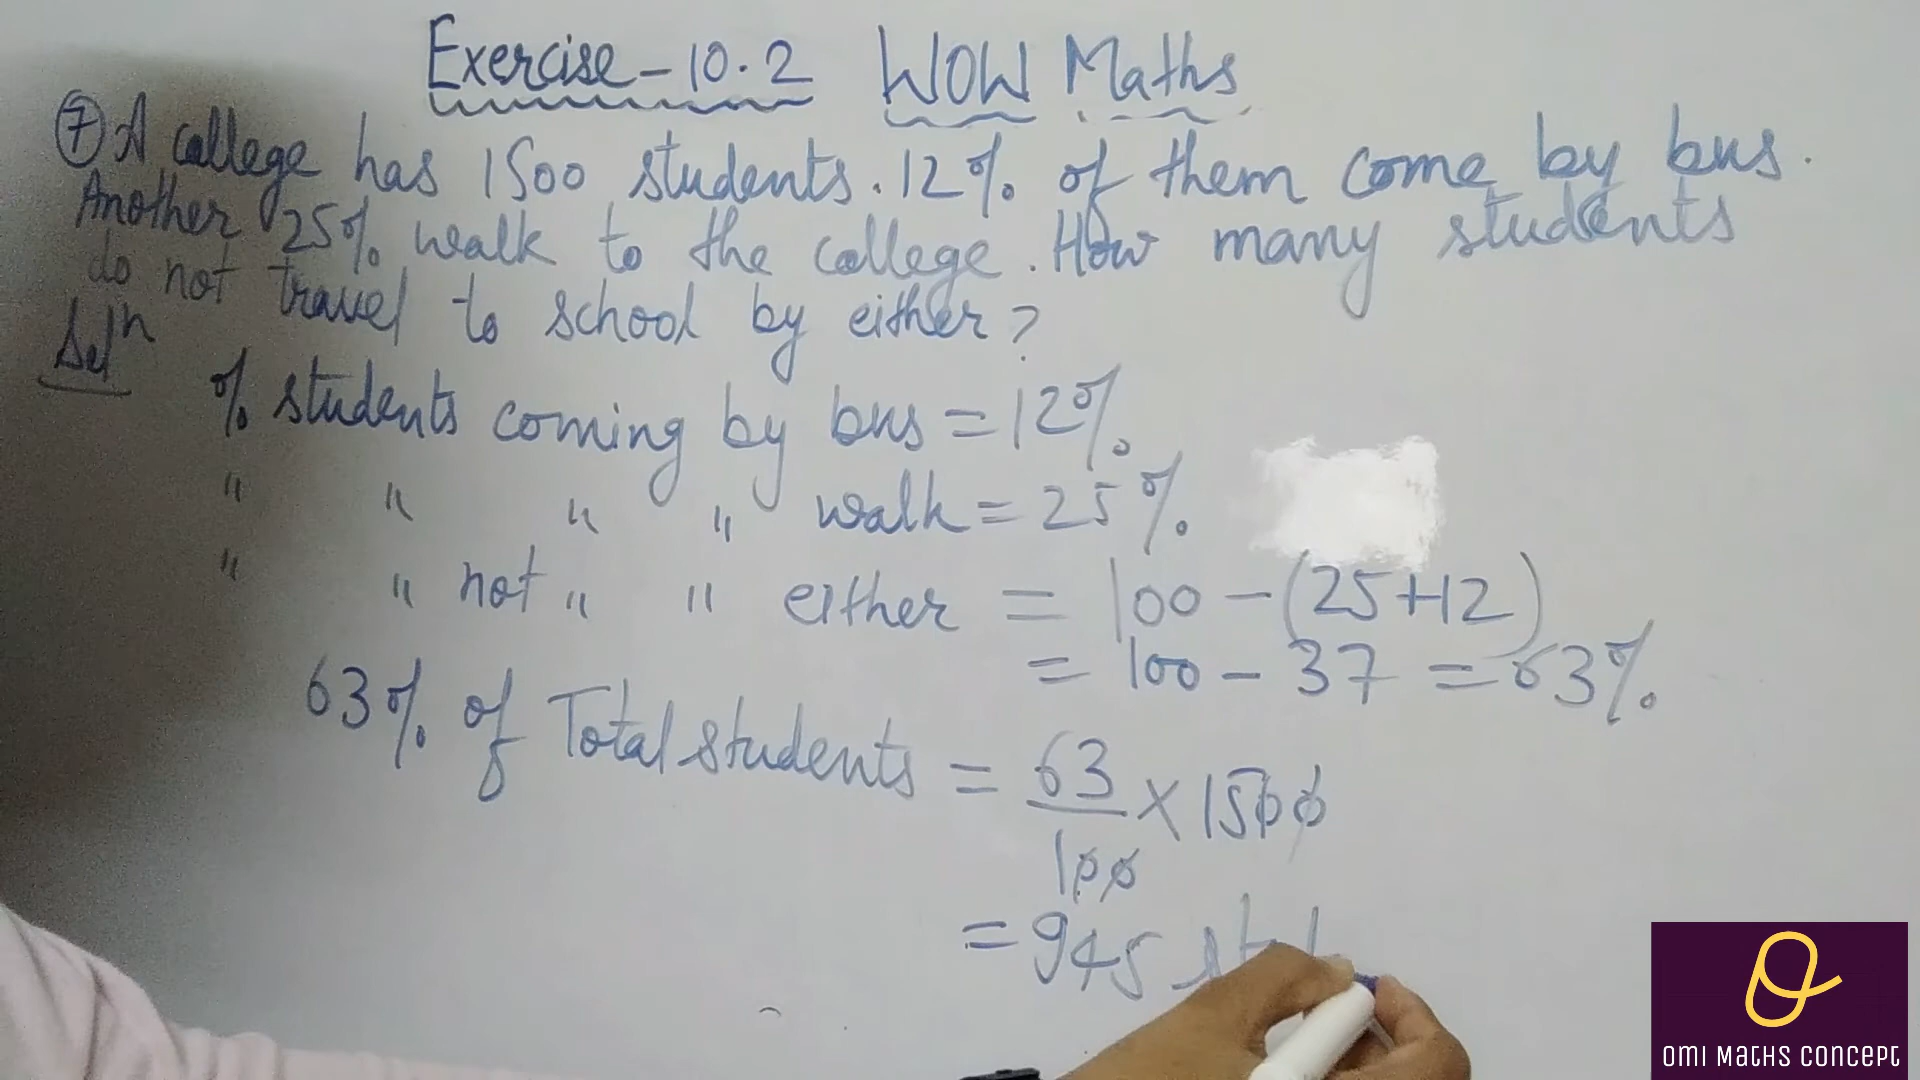 Exercise-10.2 WOW Maths
⑦ A college has 1500 students. 12% of them come by bus.
Another 25% walk to the college. How many students
do not travel to school by either?
Solⁿ
% students coming by bus = 12%
" " " " walk = 25%
" " not " " either = 100 - (25+12)
= 100 - 37 = 63%
63% of Total students = 63/100 × 1500
= 945
OMI MATHS CONCEPT